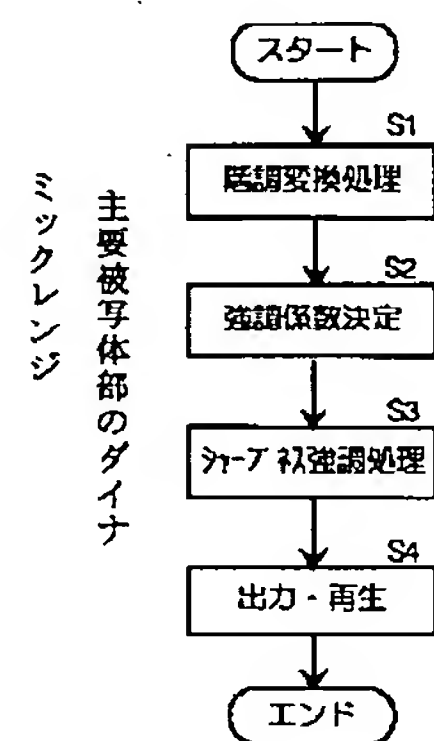 スタート
S1
階調変換処理
S2
強調係数決定
S3
シャープネス強調処理
S4
出力・再生
エンド
主要被写体部のダイナ
ミックレンジ